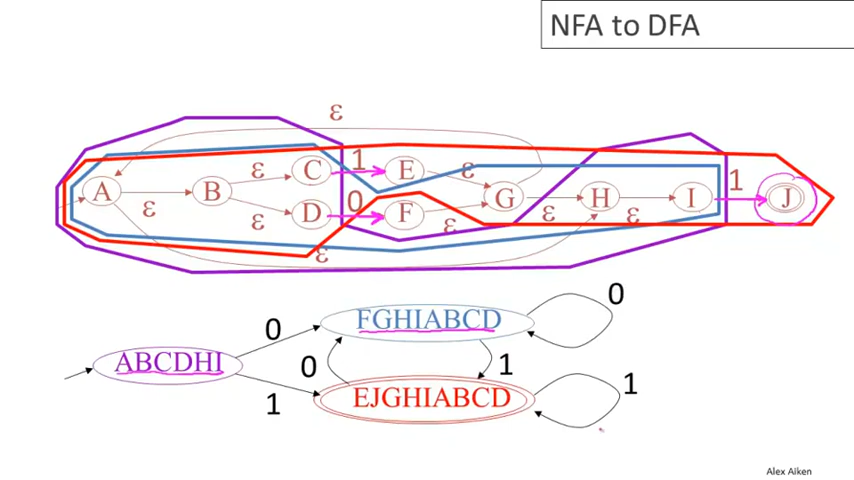 NFA to DFA
ε
C 1 E
ε ε
A B G H I 1 J
ε 0 ε ε
ε D F ε
ε
0 FGHIABCD 0
ABCDHI 0 1
1 EJGHIABCD 1
Alex Aiken